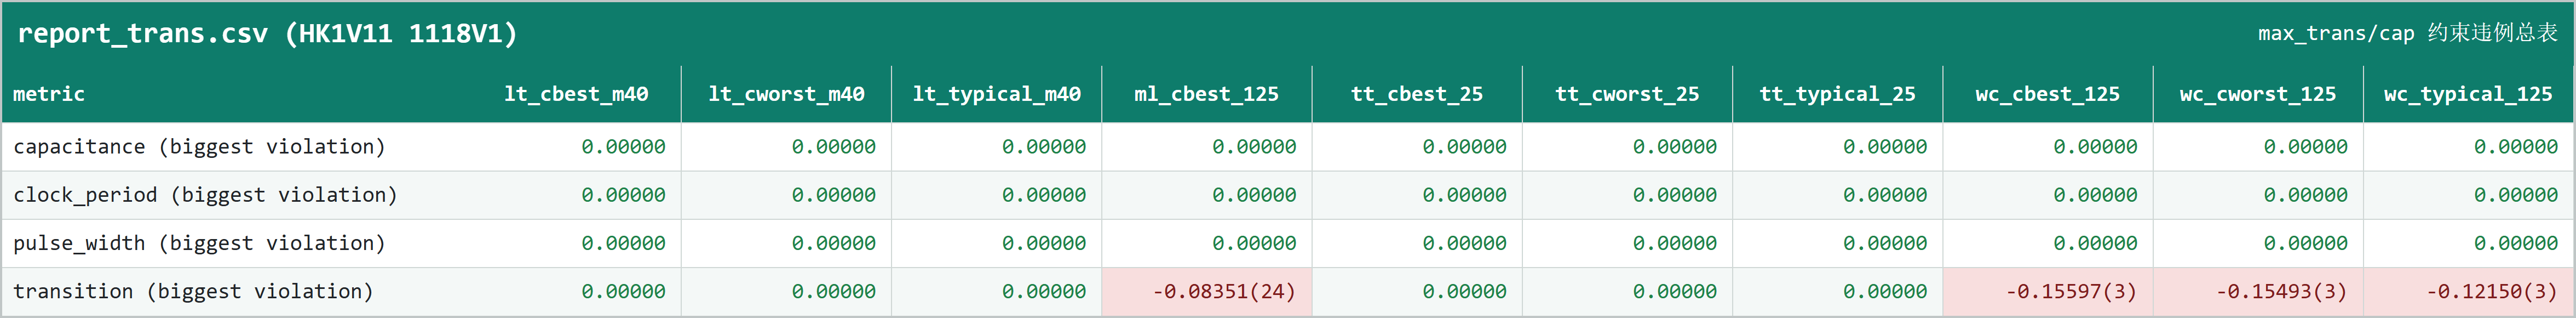 report_trans.csv (HK1V11 1118V1) max_trans/cap 约束违例总表
metric lt_cbest_m40 lt_cworst_m40 lt_typical_m40 ml_cbest_125 tt_cbest_25 tt_cworst_25 tt_typical_25 wc_cbest_125 wc_cworst_125 wc_typical_125
capacitance (biggest violation) 0.00000 0.00000 0.00000 0.00000 0.00000 0.00000 0.00000 0.00000 0.00000 0.00000
clock_period (biggest violation) 0.00000 0.00000 0.00000 0.00000 0.00000 0.00000 0.00000 0.00000 0.00000 0.00000
pulse_width (biggest violation) 0.00000 0.00000 0.00000 0.00000 0.00000 0.00000 0.00000 0.00000 0.00000 0.00000
transition (biggest violation) 0.00000 0.00000 0.00000 -0.08351(24) 0.00000 0.00000 0.00000 -0.15597(3) -0.15493(3) -0.12150(3)